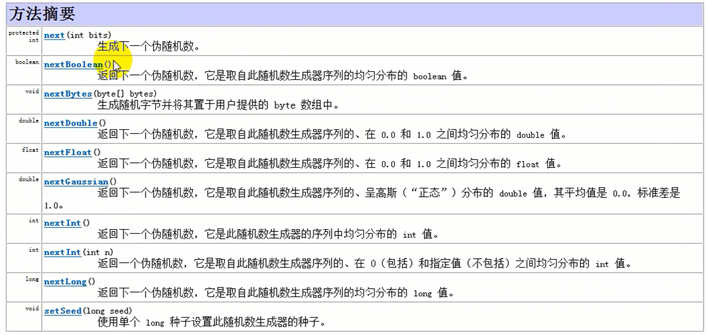 方法摘要
protected int next(int bits)
生成下一个伪随机数。
boolean nextBoolean()
返回下一个伪随机数，它是取自此随机数生成器序列的均匀分布的 boolean 值。
void nextBytes(byte[] bytes)
生成随机字节并将其置于用户提供的 byte 数组中。
double nextDouble()
返回下一个伪随机数，它是取自此随机数生成器序列的、在 0.0 和 1.0 之间均匀分布的 double 值。
float nextFloat()
返回下一个伪随机数，它是取自此随机数生成器序列的、在 0.0 和 1.0 之间均匀分布的 float 值。
double nextGaussian()
返回下一个伪随机数，它是取自此随机数生成器序列的、呈高斯（“正态”）分布的 double 值，其平均值是 0.0，标准差是
1.0。
int nextInt()
返回下一个伪随机数，它是此随机数生成器的序列中均匀分布的 int 值。
int nextInt(int n)
返回一个伪随机数，它是取自此随机数生成器序列的、在 0（包括）和指定值（不包括）之间均匀分布的 int 值。
long nextLong()
返回下一个伪随机数，它是取自此随机数生成器序列的均匀分布的 long 值。
void setSeed(long seed)
使用单个 long 种子设置此随机数生成器的种子。